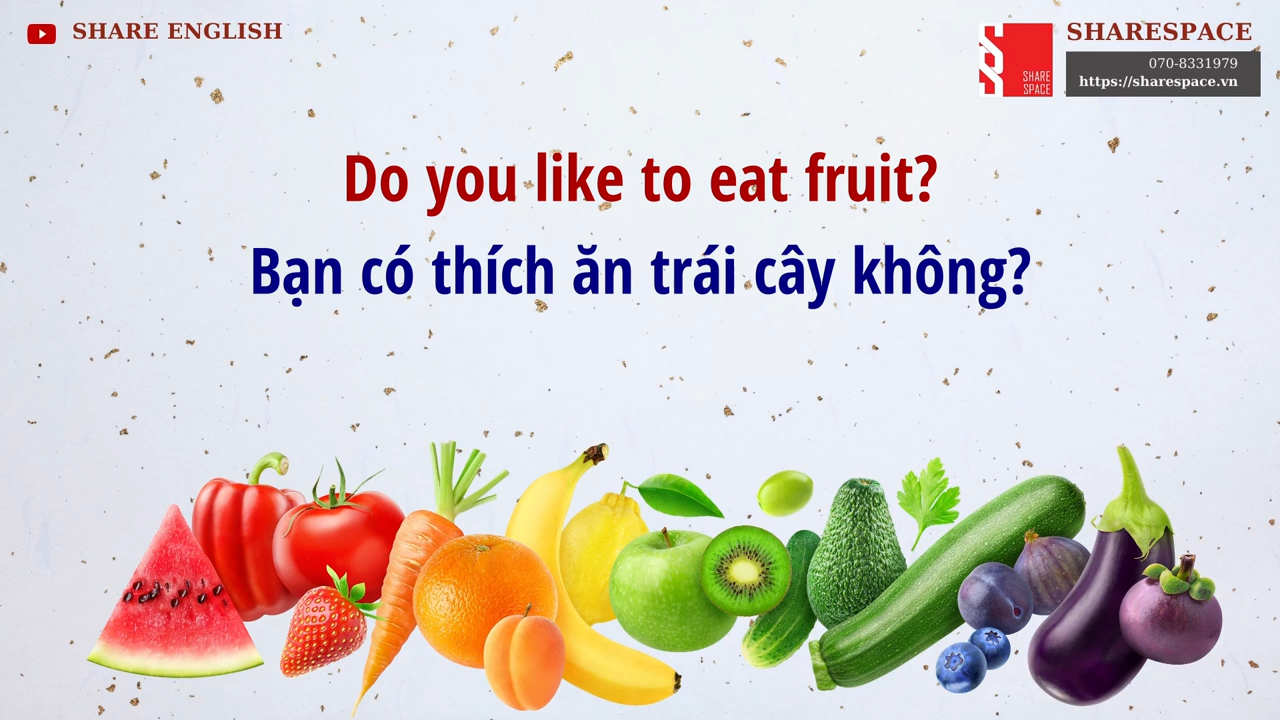 SHARE ENGLISH
SHARESPACE
SHARE
SPACE
070-8331979
https://sharespace.vn
Do you like to eat fruit?
Bạn có thích ăn trái cây không?